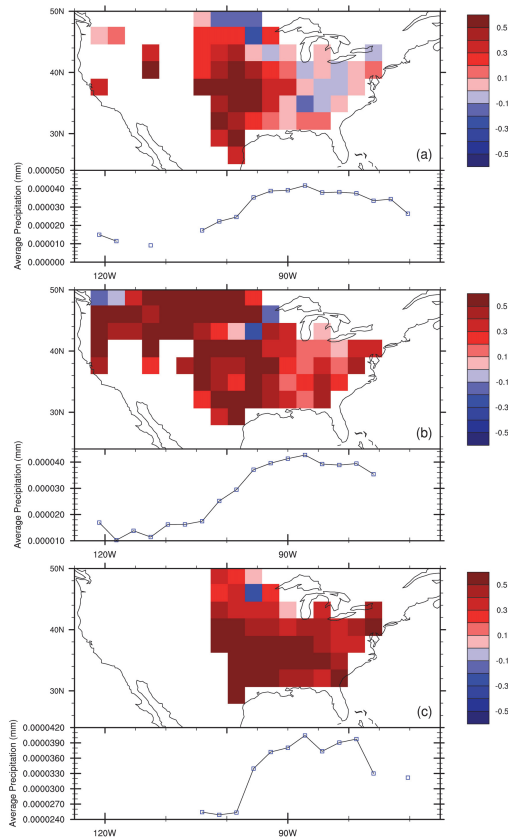 50N
40N
30N
(a)
0.5
0.3
0.1
-0.1
-0.3
-0.5
Average Precipitation (mm)
0.000050
0.000040
0.000030
0.000020
0.000010
0.000000
120W 90W
50N
40N
30N
(b)
0.5
0.3
0.1
-0.1
-0.3
-0.5
Average Precipitation (mm)
0.000040
0.000030
0.000020
0.000010
120W 90W
50N
40N
30N
(c)
0.5
0.3
0.1
-0.1
-0.3
-0.5
Average Precipitation (mm)
0.0000420
0.0000390
0.0000360
0.0000330
0.0000300
0.0000270
0.0000240
120W 90W